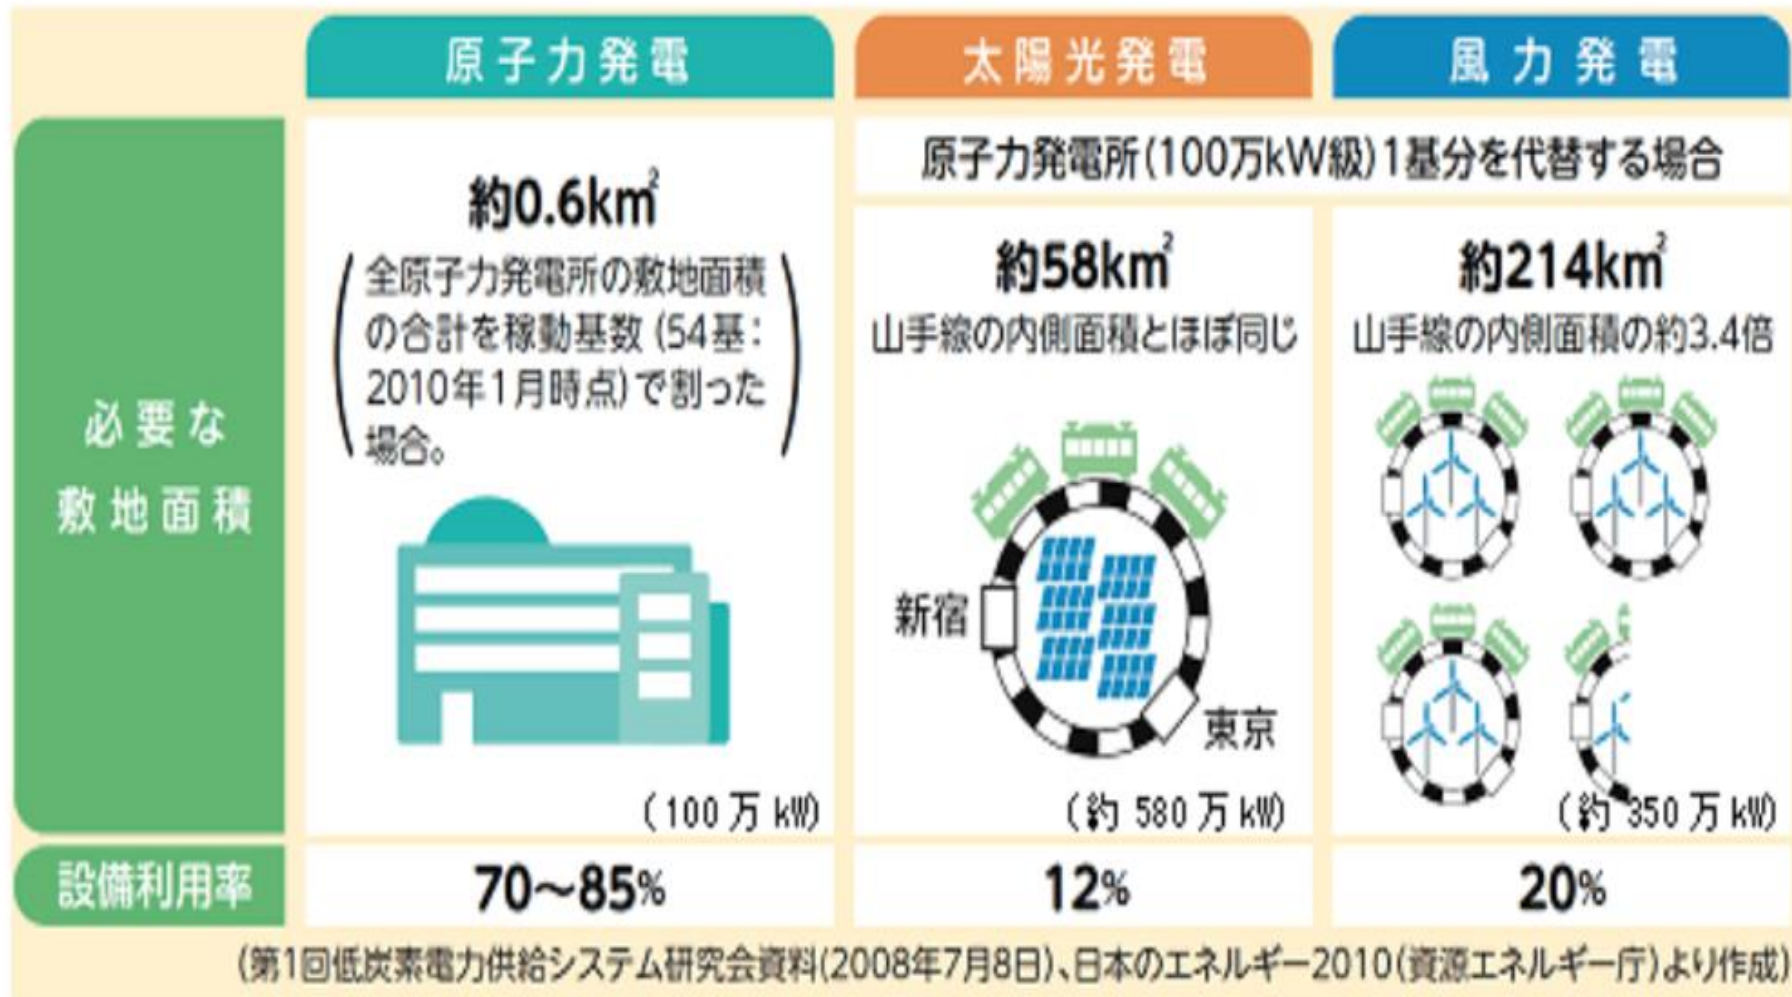 原子力発電
太陽光発電
風力発電
必要な
敷地面積
約0.6km²
(全原子力発電所の敷地面積
の合計を稼動基数(54基:
2010年1月時点)で割った
場合。)
(100万kW)
原子力発電所(100万kW級)1基分を代替する場合
約58km²
山手線の内側面積とほぼ同じ
新宿
東京
(約580万kW)
約214km²
山手線の内側面積の約3.4倍
(約350万kW)
設備利用率
70〜85%
12%
20%
(第1回低炭素電力供給システム研究会資料(2008年7月8日)、日本のエネルギー2010(資源エネルギー庁)より作成)